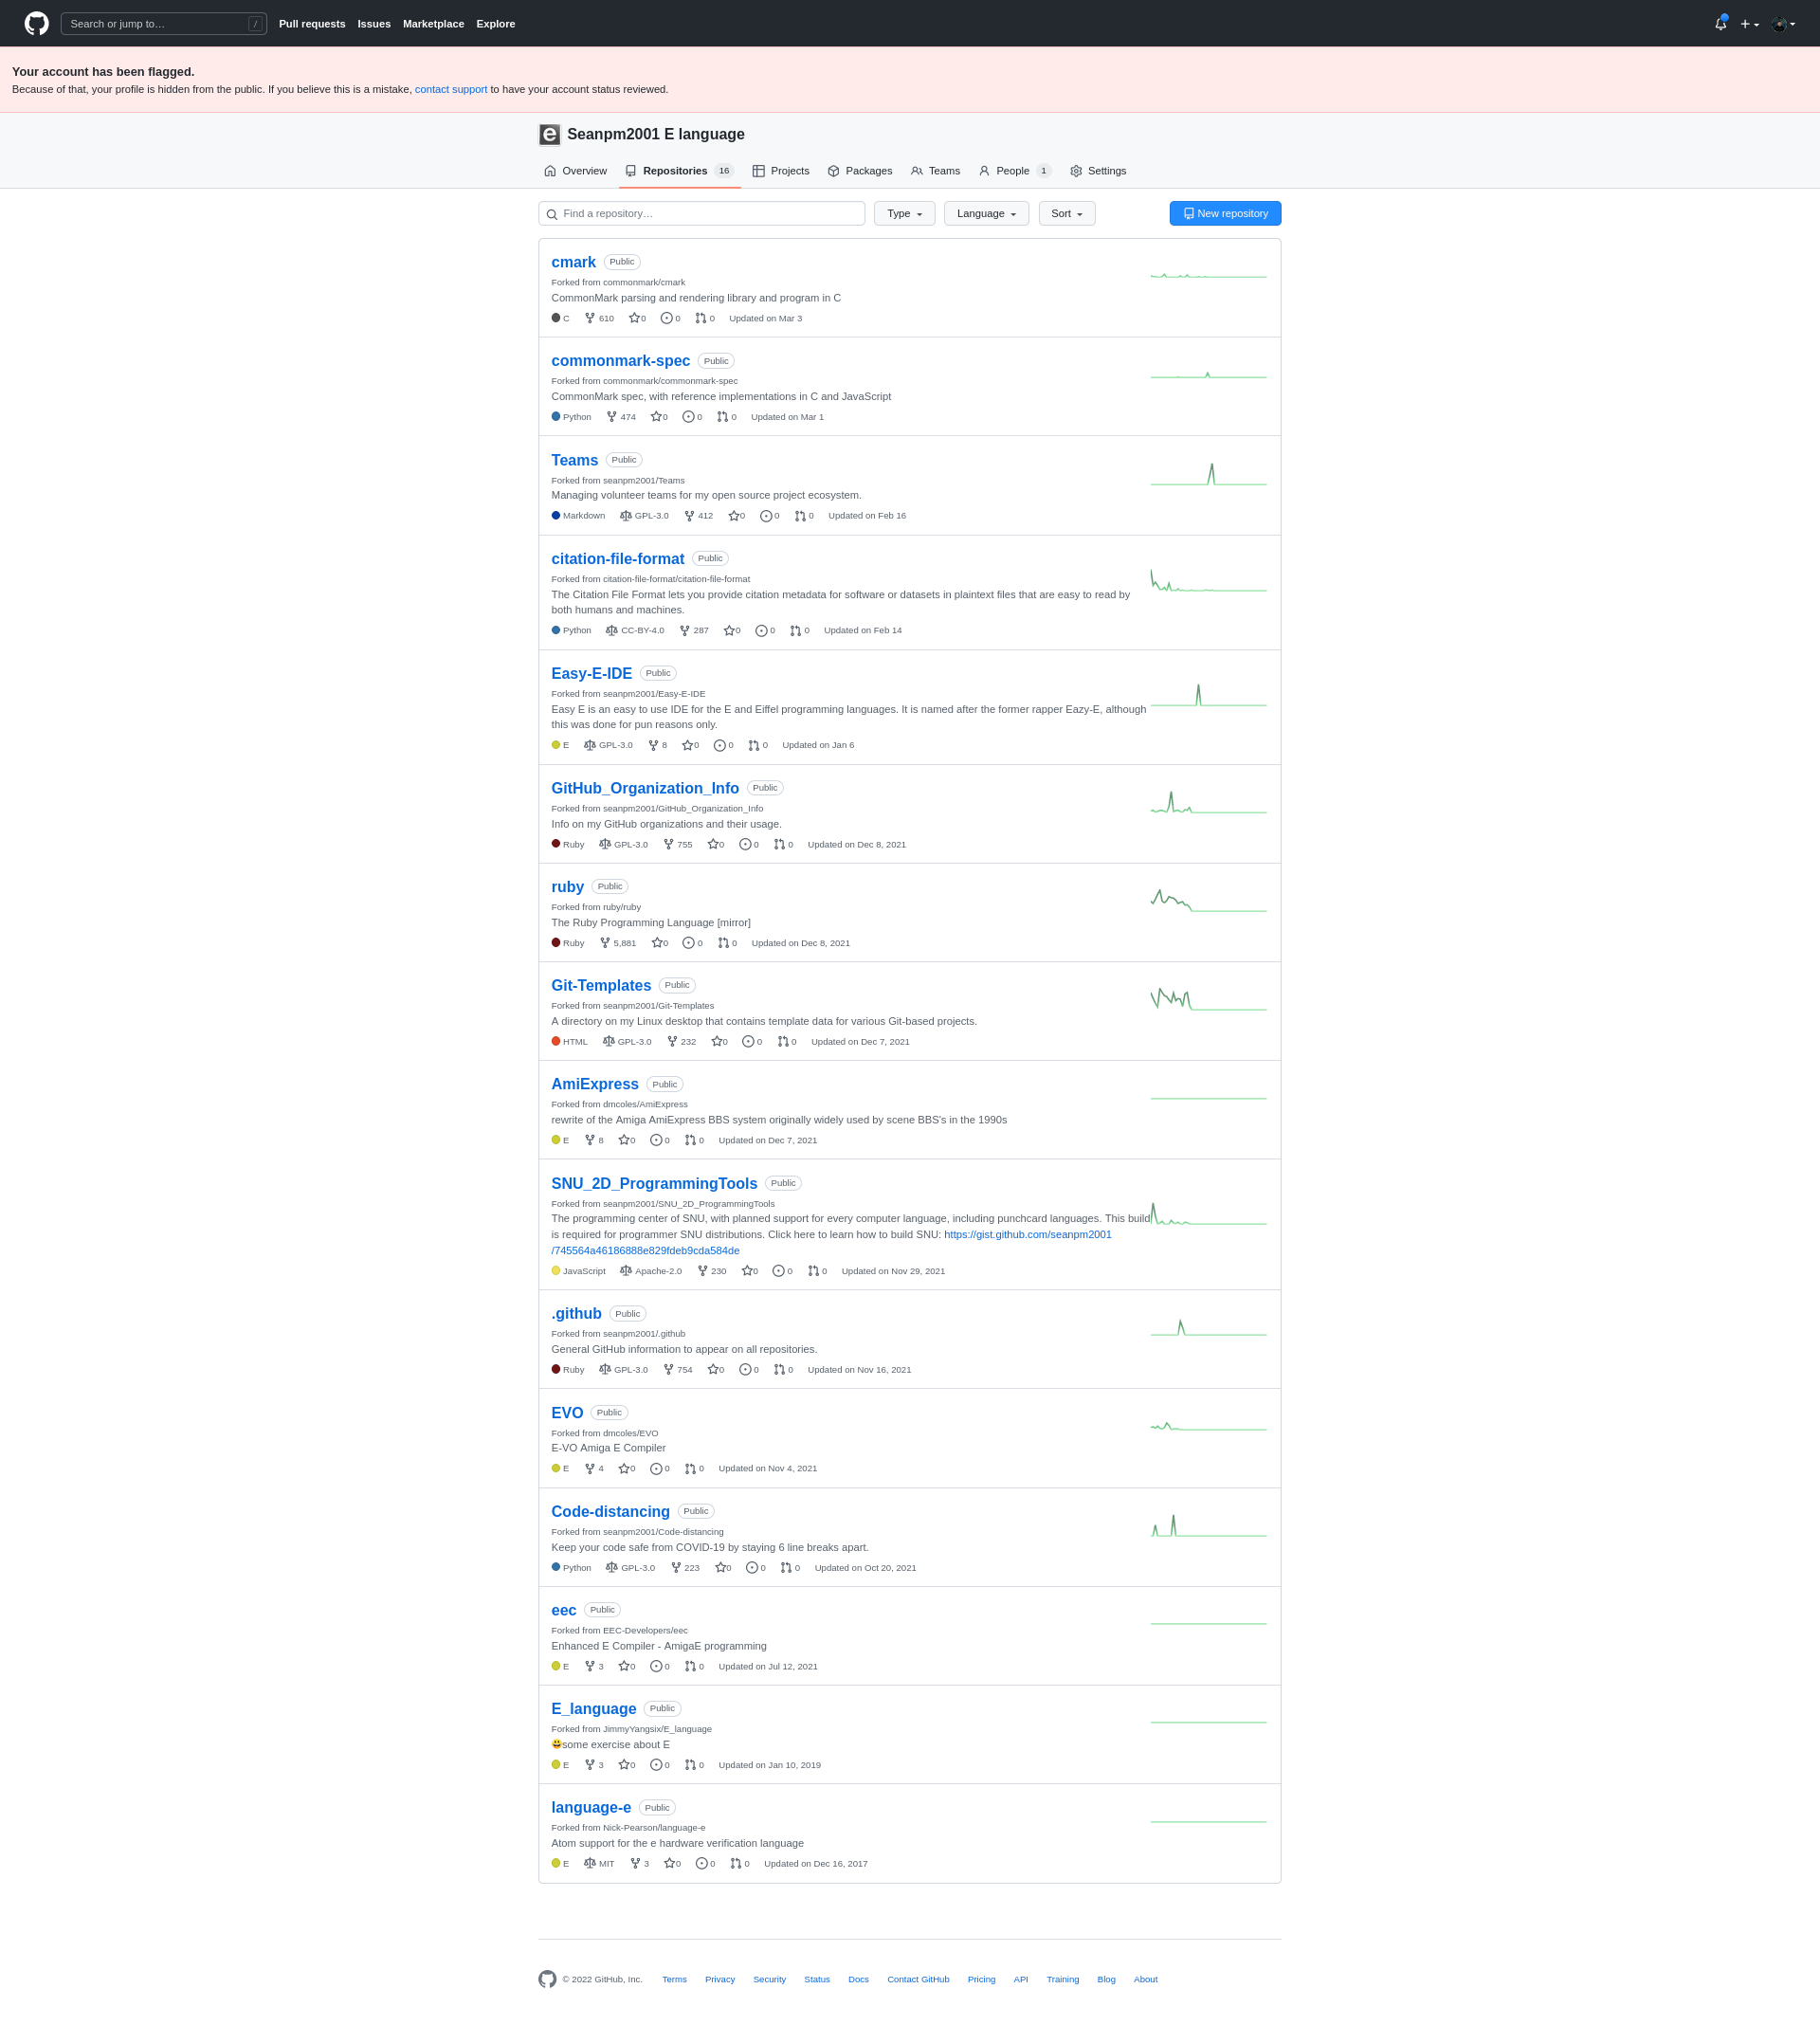 Search or jump to… /
Pull requests Issues Marketplace Explore
Your account has been flagged.
Because of that, your profile is hidden from the public. If you believe this is a mistake, contact support to have your account status reviewed.
e Seanpm2001 E language
Overview Repositories 16 Projects Packages Teams People 1 Settings
Find a repository… Type Language Sort New repository
cmark Public
Forked from commonmark/cmark
CommonMark parsing and rendering library and program in C
C 610 0 0 0 Updated on Mar 3
commonmark-spec Public
Forked from commonmark/commonmark-spec
CommonMark spec, with reference implementations in C and JavaScript
Python 474 0 0 0 Updated on Mar 1
Teams Public
Forked from seanpm2001/Teams
Managing volunteer teams for my open source project ecosystem.
Markdown GPL-3.0 412 0 0 0 Updated on Feb 16
citation-file-format Public
Forked from citation-file-format/citation-file-format
The Citation File Format lets you provide citation metadata for software or datasets in plaintext files that are easy to read by
both humans and machines.
Python CC-BY-4.0 287 0 0 0 Updated on Feb 14
Easy-E-IDE Public
Forked from seanpm2001/Easy-E-IDE
Easy E is an easy to use IDE for the E and Eiffel programming languages. It is named after the former rapper Eazy-E, although
this was done for pun reasons only.
E GPL-3.0 8 0 0 0 Updated on Jan 6
GitHub_Organization_Info Public
Forked from seanpm2001/GitHub_Organization_Info
Info on my GitHub organizations and their usage.
Ruby GPL-3.0 755 0 0 0 Updated on Dec 8, 2021
ruby Public
Forked from ruby/ruby
The Ruby Programming Language [mirror]
Ruby 5,881 0 0 0 Updated on Dec 8, 2021
Git-Templates Public
Forked from seanpm2001/Git-Templates
A directory on my Linux desktop that contains template data for various Git-based projects.
HTML GPL-3.0 232 0 0 0 Updated on Dec 7, 2021
AmiExpress Public
Forked from dmcoles/AmiExpress
rewrite of the Amiga AmiExpress BBS system originally widely used by scene BBS's in the 1990s
E 8 0 0 0 Updated on Dec 7, 2021
SNU_2D_ProgrammingTools Public
Forked from seanpm2001/SNU_2D_ProgrammingTools
The programming center of SNU, with planned support for every computer language, including punchcard languages. This build
is required for programmer SNU distributions. Click here to learn how to build SNU: https://gist.github.com/seanpm2001
/745564a46186888e829fdeb9cda584de
JavaScript Apache-2.0 230 0 0 0 Updated on Nov 29, 2021
.github Public
Forked from seanpm2001/.github
General GitHub information to appear on all repositories.
Ruby GPL-3.0 754 0 0 0 Updated on Nov 16, 2021
EVO Public
Forked from dmcoles/EVO
E-VO Amiga E Compiler
E 4 0 0 0 Updated on Nov 4, 2021
Code-distancing Public
Forked from seanpm2001/Code-distancing
Keep your code safe from COVID-19 by staying 6 line breaks apart.
Python GPL-3.0 223 0 0 0 Updated on Oct 20, 2021
eec Public
Forked from EEC-Developers/eec
Enhanced E Compiler - AmigaE programming
E 3 0 0 0 Updated on Jul 12, 2021
E_language Public
Forked from JimmyYangsix/E_language
😃some exercise about E
E 3 0 0 0 Updated on Jan 10, 2019
language-e Public
Forked from Nick-Pearson/language-e
Atom support for the e hardware verification language
E MIT 3 0 0 0 Updated on Dec 16, 2017
© 2022 GitHub, Inc. Terms Privacy Security Status Docs Contact GitHub Pricing API Training Blog About